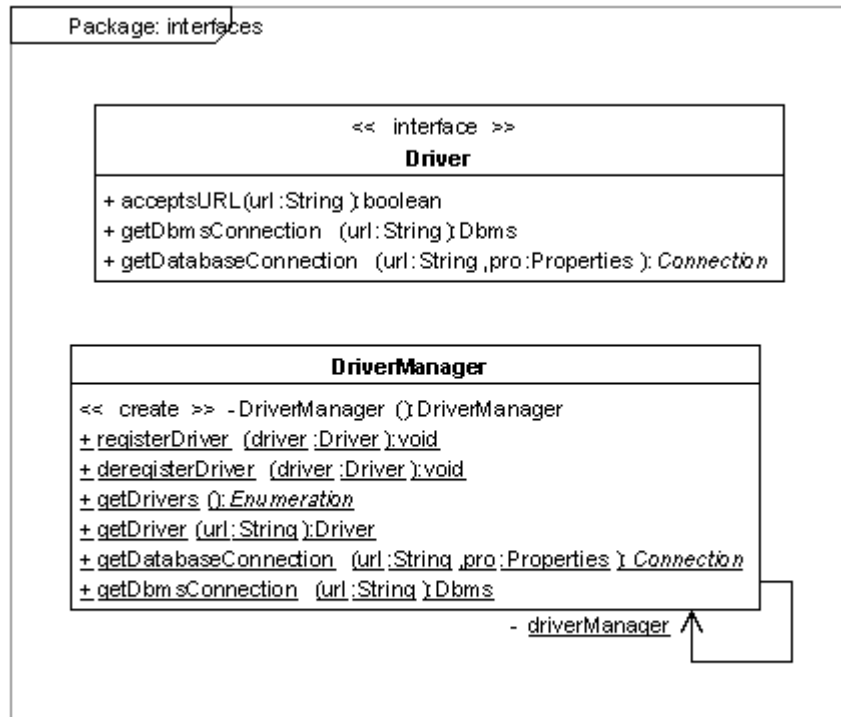 Package: interfaces
<< interface >>
Driver
+ acceptsURL(url:String):boolean
+ getDbmsConnection (url:String):Dbms
+ getDatabaseConnection (url:String,pro:Properties): Connection
DriverManager
<< create >> -DriverManager ():DriverManager
+ registerDriver (driver:Driver):void
+ deregisterDriver (driver:Driver):void
+ getDrivers (): Enumeration
+ getDriver (url:String):Driver
+ getDatabaseConnection (url:String,pro:Properties): Connection
+ getDbmsConnection (url:String):Dbms
- driverManager